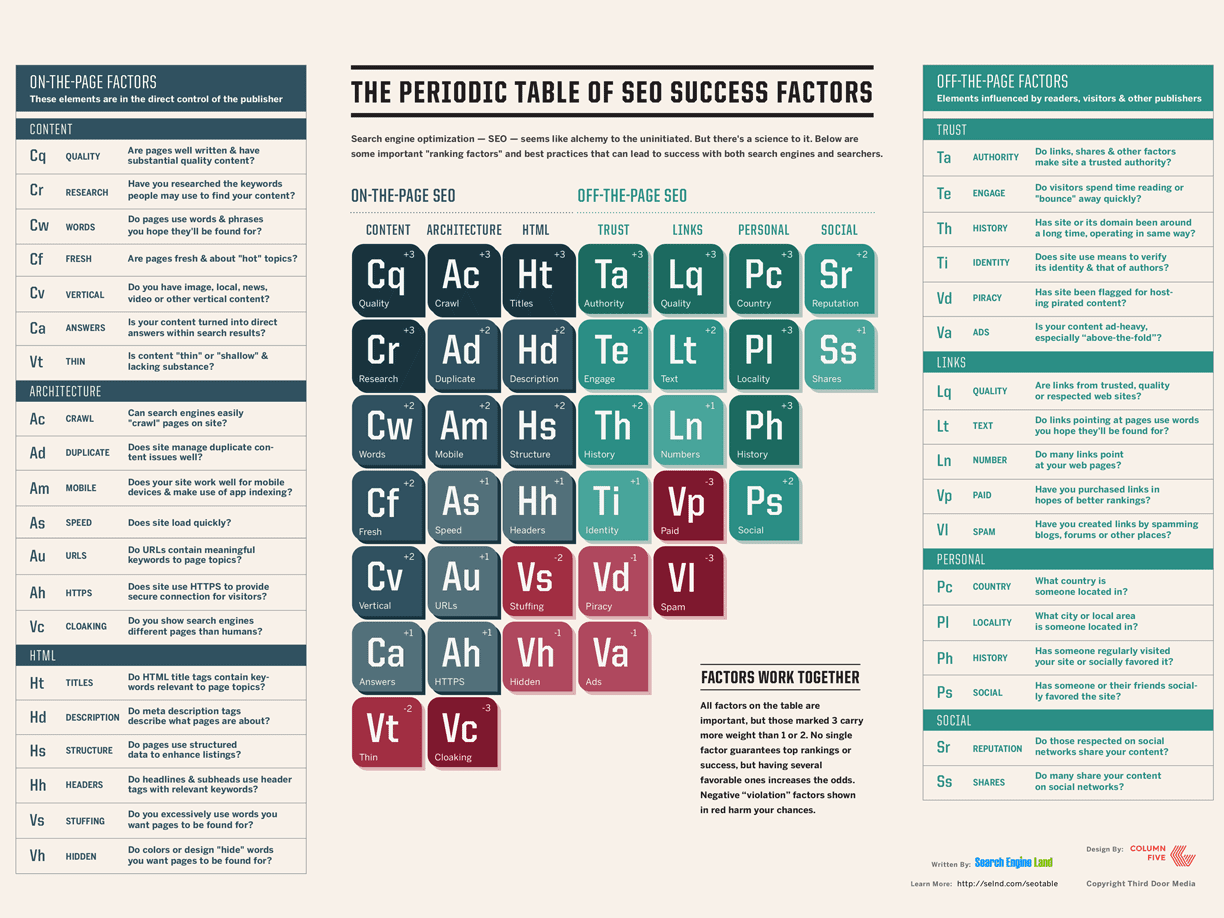 ON-THE-PAGE FACTORS
These elements are in the direct control of the publisher
CONTENT
Cq QUALITY Are pages well written & have
substantial quality content?
Cr RESEARCH Have you researched the keywords
people may use to find your content?
Cw WORDS Do pages use words & phrases
you hope they'll be found for?
Cf FRESH Are pages fresh & about "hot" topics?
Cv VERTICAL Do you have image, local, news,
video or other vertical content?
Ca ANSWERS Is your content turned into direct
answers within search results?
Vt THIN Is content "thin" or "shallow" &
lacking substance?
ARCHITECTURE
Ac CRAWL Can search engines easily
"crawl" pages on site?
Ad DUPLICATE Does site manage duplicate con-
tent issues well?
Am MOBILE Does your site work well for mobile
devices & make use of app indexing?
As SPEED Does site load quickly?
Au URLS Do URLs contain meaningful
keywords to page topics?
Ah HTTPS Does site use HTTPS to provide
secure connection for visitors?
Vc CLOAKING Do you show search engines
different pages than humans?
HTML
Ht TITLES Do HTML title tags contain key-
words relevant to page topics?
Hd DESCRIPTION Do meta description tags
describe what pages are about?
Hs STRUCTURE Do pages use structured
data to enhance listings?
Hh HEADERS Do headlines & subheads use header
tags with relevant keywords?
Vs STUFFING Do you excessively use words you
want pages to be found for?
Vh HIDDEN Do colors or design "hide" words
you want pages to be found for?
THE PERIODIC TABLE OF SEO SUCCESS FACTORS
Search engine optimization — SEO — seems like alchemy to the uninitiated. But there's a science to it. Below are
some important "ranking factors" and best practices that can lead to success with both search engines and searchers.
ON-THE-PAGE SEO OFF-THE-PAGE SEO
CONTENT ARCHITECTURE HTML TRUST LINKS PERSONAL SOCIAL
+3 +3 +3 +3 +3 +3 +2
Cq Ac Ht Ta Lq Pc Sr
Quality Crawl Titles Authority Quality Country Reputation
+3 +2 +2 +2 +2 +3 +1
Cr Ad Hd Te Lt Pl Ss
Research Duplicate Description Engage Text Locality Shares
+2 +2 +2 +2 +1 +3
Cw Am Hs Th Ln Ph
Words Mobile Structure History Numbers History
+2 +1 +1 +1 -3 +2
Cf As Hh Ti Vp Ps
Fresh Speed Headers Identity Paid Social
+2 +1 -2 -1 -3
Cv Au Vs Vd Vl
Vertical URLs Stuffing Piracy Spam
+1 +1 -1 -1
Ca Ah Vh Va
Answers HTTPS Hidden Ads
-2 -3
Vt Vc
Thin Cloaking
FACTORS WORK TOGETHER
All factors on the table are
important, but those marked 3 carry
more weight than 1 or 2. No single
factor guarantees top rankings or
success, but having several
favorable ones increases the odds.
Negative “violation” factors shown
in red harm your chances.
OFF-THE-PAGE FACTORS
Elements influenced by readers, visitors & other publishers
TRUST
Ta AUTHORITY Do links, shares & other factors
make site a trusted authority?
Te ENGAGE Do visitors spend time reading or
"bounce" away quickly?
Th HISTORY Has site or its domain been around
a long time, operating in same way?
Ti IDENTITY Does site use means to verify
its identity & that of authors?
Vd PIRACY Has site been flagged for host-
ing pirated content?
Va ADS Is your content ad-heavy,
especially “above-the-fold”?
LINKS
Lq QUALITY Are links from trusted, quality
or respected web sites?
Lt TEXT Do links pointing at pages use words
you hope they'll be found for?
Ln NUMBER Do many links point
at your web pages?
Vp PAID Have you purchased links in
hopes of better rankings?
Vl SPAM Have you created links by spamming
blogs, forums or other places?
PERSONAL
Pc COUNTRY What country is
someone located in?
Pl LOCALITY What city or local area
is someone located in?
Ph HISTORY Has someone regularly visited
your site or socially favored it?
Ps SOCIAL Has someone or their friends social-
ly favored the site?
SOCIAL
Sr REPUTATION Do those respected on social
networks share your content?
Ss SHARES Do many share your content
on social networks?
Written By: Search Engine Land
Design By: COLUMN
FIVE
Learn More: http://selnd.com/seotable
Copyright Third Door Media